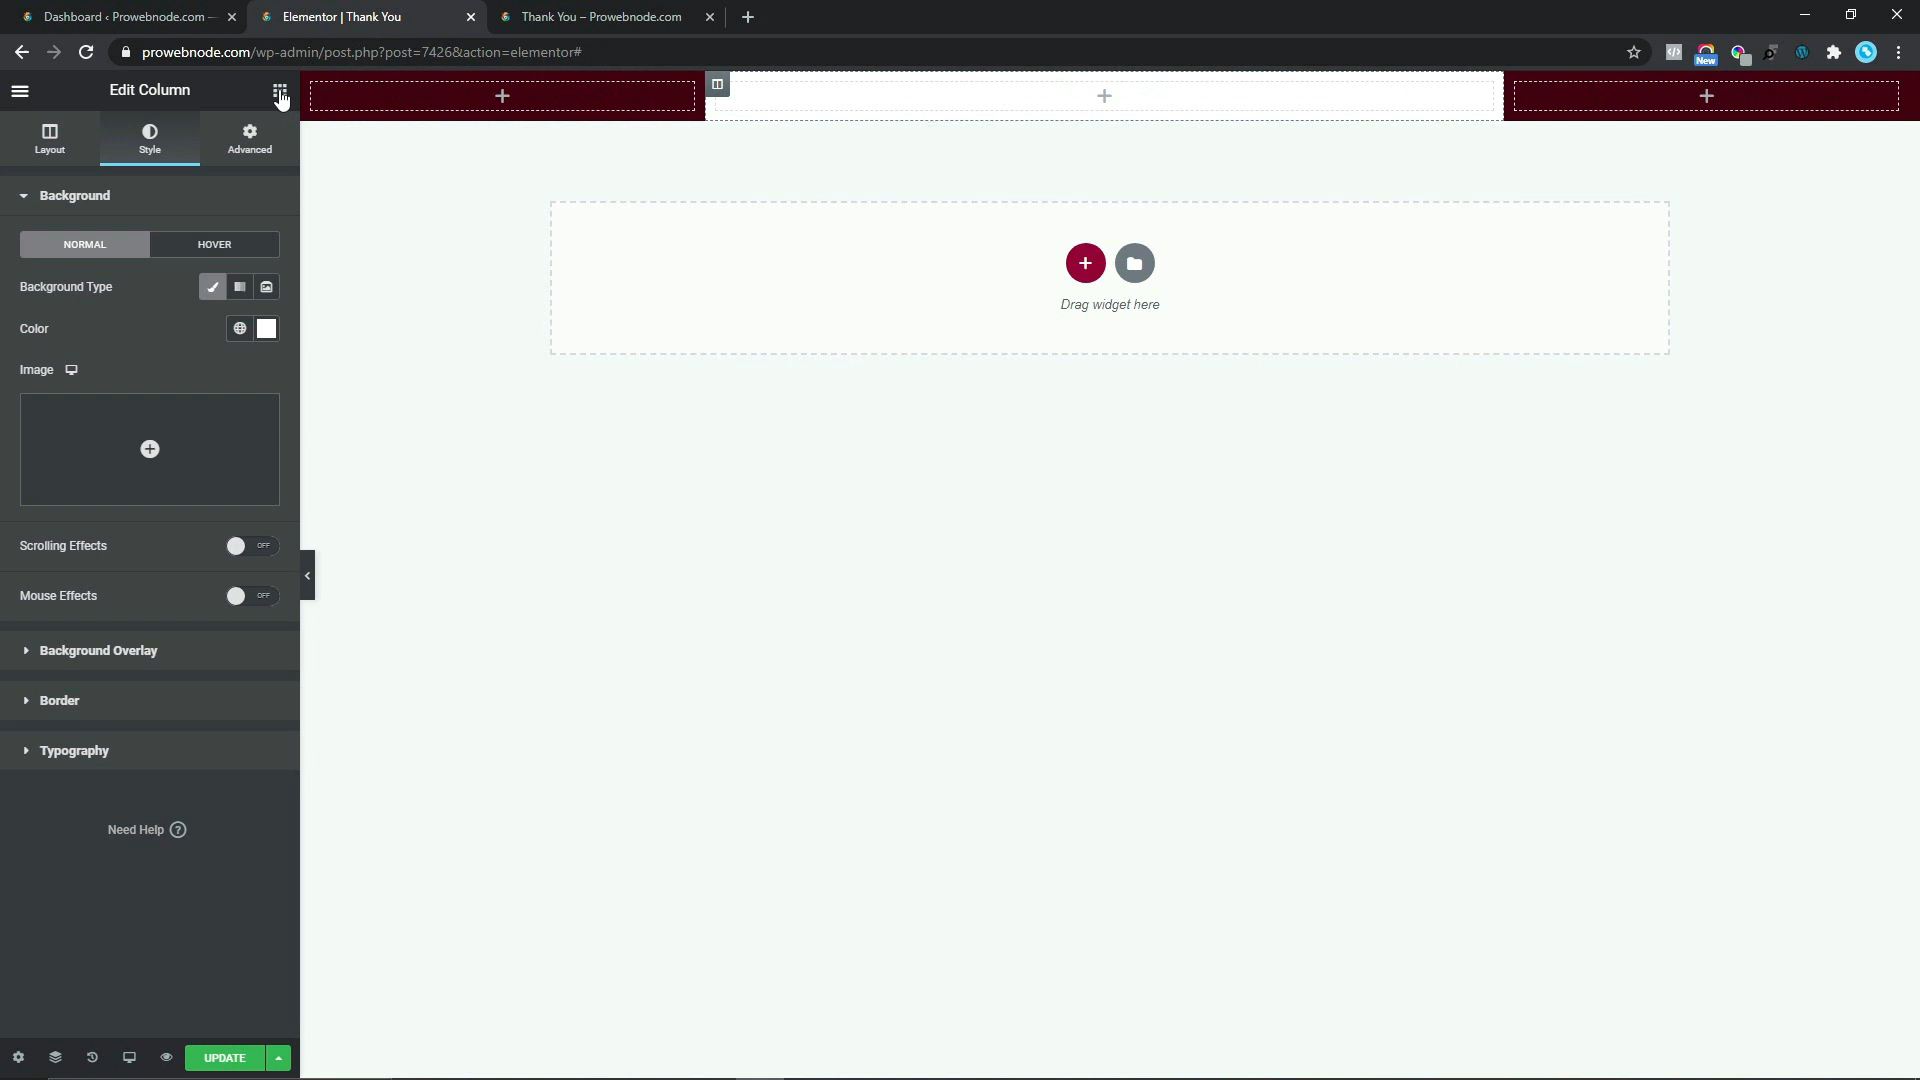 Dashboard ‹ Prowebnode.com —
Elementor | Thank You
Thank You – Prowebnode.com
prowebnode.com/wp-admin/post.php?post=7426&action=elementor#
New
Edit Column
Layout
Style
Advanced
Background
NORMAL
HOVER
Background Type
Color
Image
Scrolling Effects
OFF
Mouse Effects
OFF
Background Overlay
Border
Typography
Need Help
UPDATE
Drag widget here